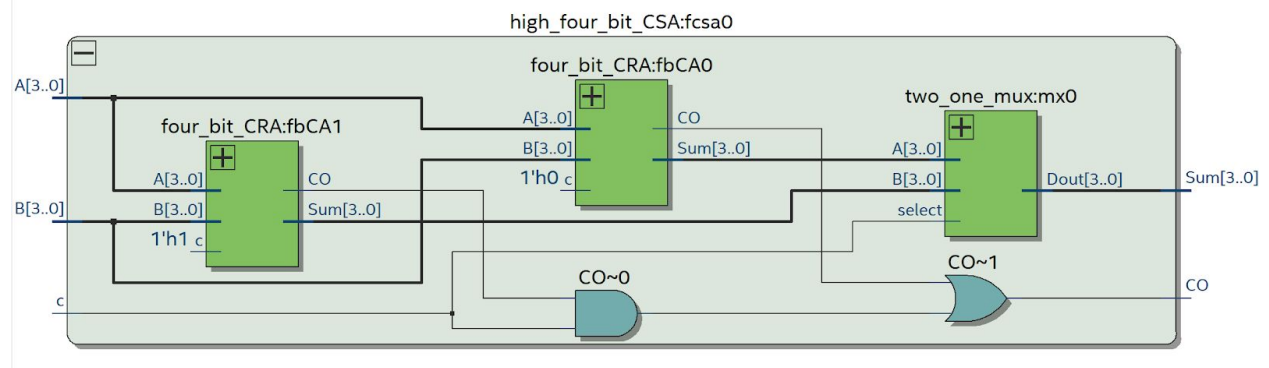 high_four_bit_CSA:fcsa0
four_bit_CRA:fbCA0
A[3..0]
two_one_mux:mx0
four_bit_CRA:fbCA1
A[3..0]
CO
B[3..0]
Sum[3..0]
A[3..0]
1'h0 c
A[3..0]
CO
B[3..0]
Dout[3..0]
Sum[3..0]
B[3..0]
B[3..0]
Sum[3..0]
select
1'h1 c
CO~1
CO~0
CO
c